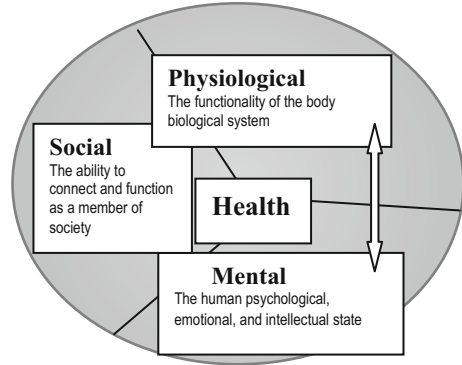 Physiological
The functionality of the body
biological system
Social
The ability to
connect and function
as a member of
society
Health
Mental
The human psychological,
emotional, and intellectual state